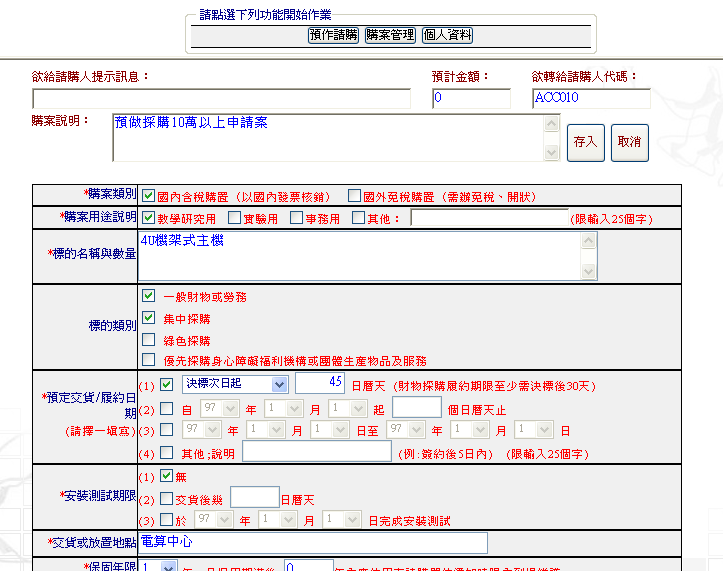 請點選下列功能開始作業
預作請購 購案管理 個人資料
欲給請購人提示訊息： 預計金額： 欲轉給請購人代碼：
0 ACC010
購案說明： 預做採購10萬以上申請案 存入 取消
*購案類別 國內含稅購置（以國內發票核銷） 國外免稅購置（需辦免稅、開狀）
*購案用途說明 教學研究用 實驗用 事務用 其他： (限輸入25個字)
*標的名稱與數量 4U機架式主機
標的類別 一般財物或勞務
集中採購
綠色採購
優先採購身心障礙福利機構或團體生產物品及服務
*預定交貨/履約日期 (請擇一填寫)
(1) 決標次日起 45 日曆天 (財物採購履約期限至少需決標後30天)
(2) 自 97 年 1 月 1 起 個日曆天止
(3) 97 年 1 月 1 日至 97 年 1 月 1 日
(4) 其他;說明 (例:簽約後5日內) (限輸入25個字)
*安裝測試期限 (1) 無
(2) 交貨後幾 日曆天
(3) 於 97 年 1 月 1 日完成安裝測試
*交貨或放置地點 電算中心
*保固年限 1 0